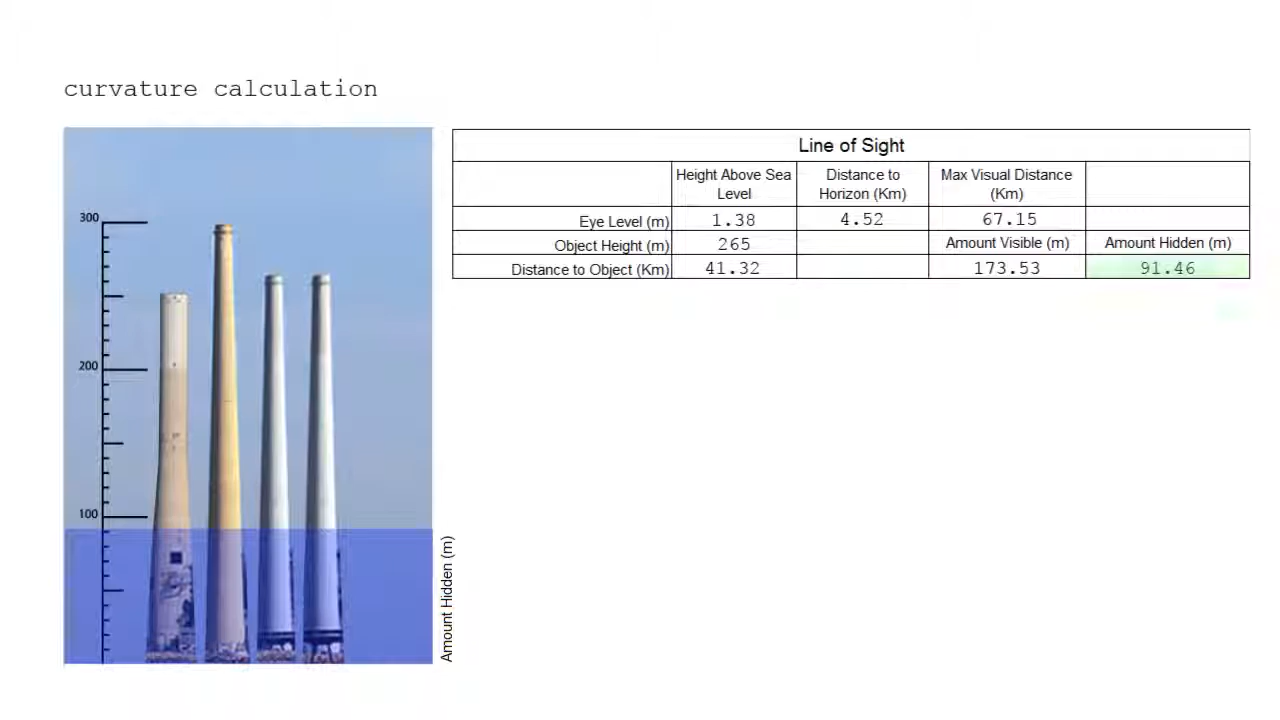 curvature calculation
Line of Sight
Height Above Sea Level
Distance to Horizon (Km)
Max Visual Distance (Km)
Eye Level (m) 1.38 4.52 67.15
Object Height (m) 265 Amount Visible (m) Amount Hidden (m)
Distance to Object (Km) 41.32 173.53 91.46
300
200
100
Amount Hidden (m)